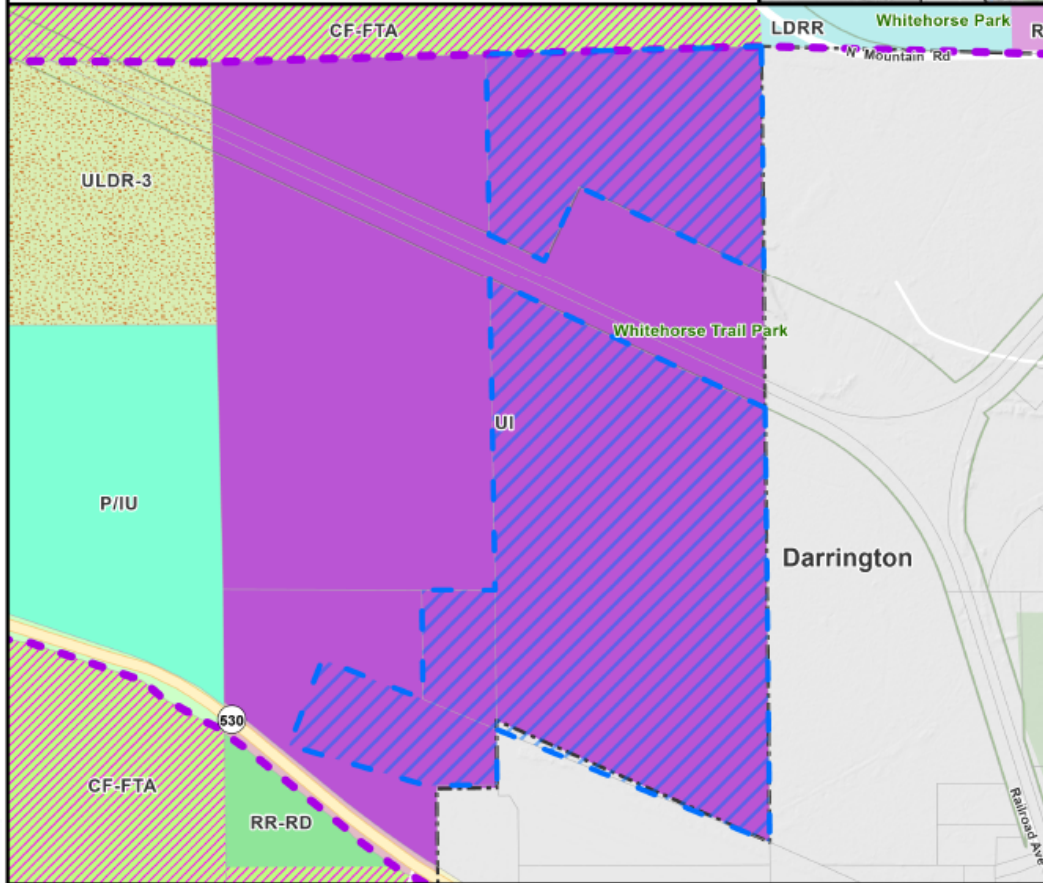 CF-FTA
LDRR
Whitehorse Park
R
N Mountain Rd
ULDR-3
Whitehorse Trail Park
UI
P/IU
Darrington
530
CF-FTA
RR-RD
Railroad Ave